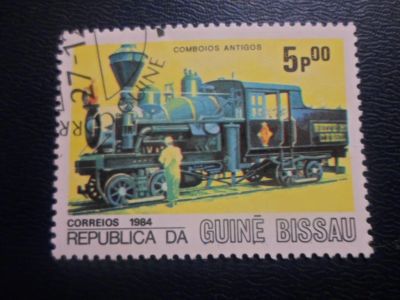 COMBOIOS ANTIGOS
5P00
CORREIOS 1984
REPUBLICA DA GUINÉ BISSAU